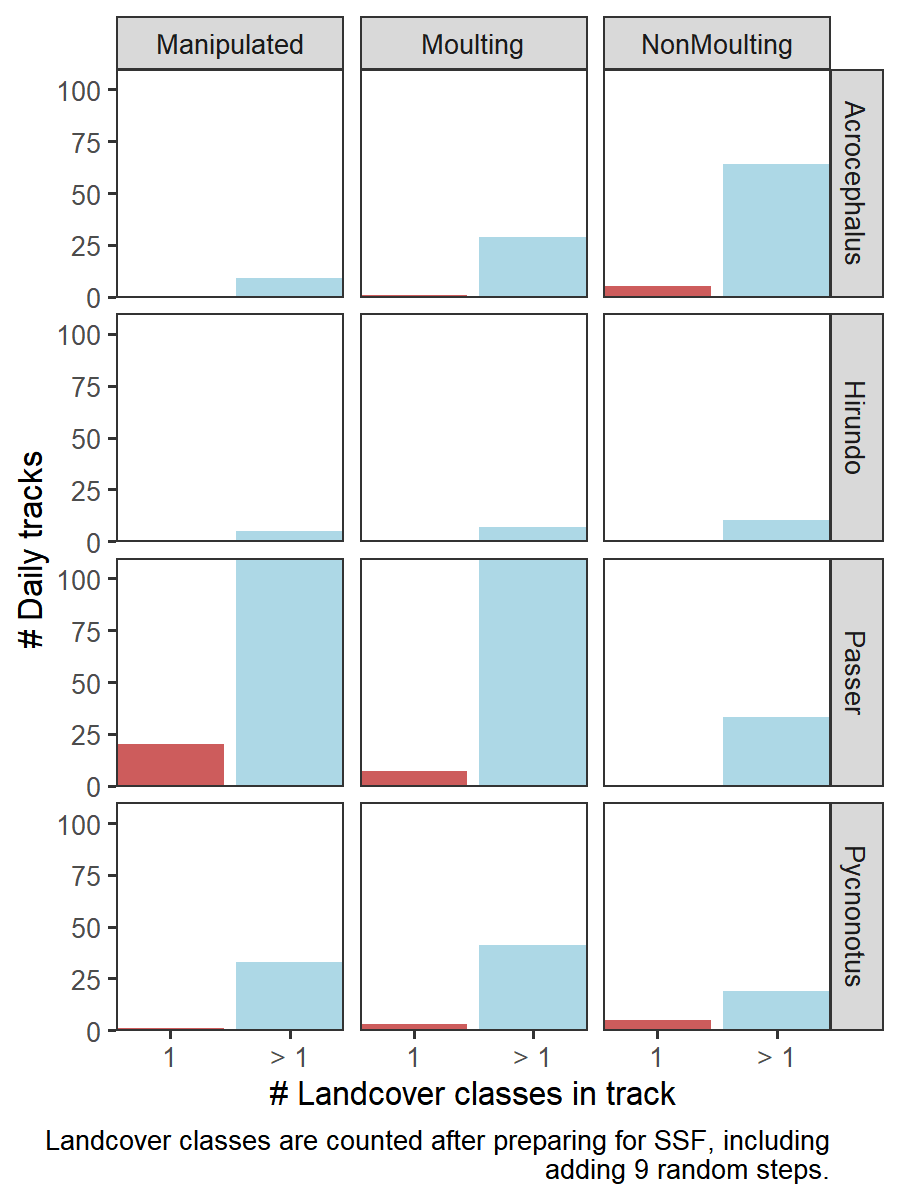 Manipulated Moulting NonMoulting
100
75
50
25
0
Acrocephalus
100
75
50
25
0
Hirundo
# Daily tracks
100
75
50
25
0
Passer
100
75
50
25
0
Pycnonotus
1 > 1 1 > 1 1 > 1
# Landcover classes in track
Landcover classes are counted after preparing for SSF, including
adding 9 random steps.